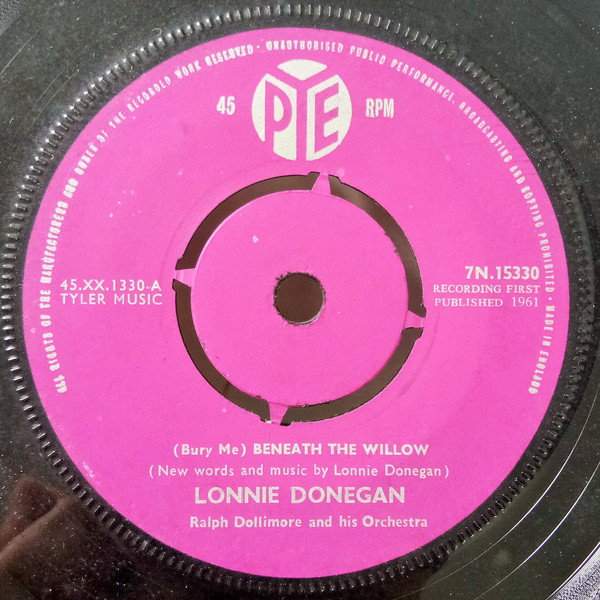 ALL RIGHTS OF THE MANUFACTURERS AND OWNER OF THE RECORDED WORK RESERVED · UNAUTHORISED PUBLIC PERFORMANCE, BROADCASTING AND COPYING PROHIBITED · MADE IN ENGLAND
45 PYE RPM
45.XX.1330-A
TYLER MUSIC
7N.15330
RECORDING FIRST
PUBLISHED 1961
(Bury Me) BENEATH THE WILLOW
(New words and music by Lonnie Donegan)
LONNIE DONEGAN
Ralph Dollimore and his Orchestra